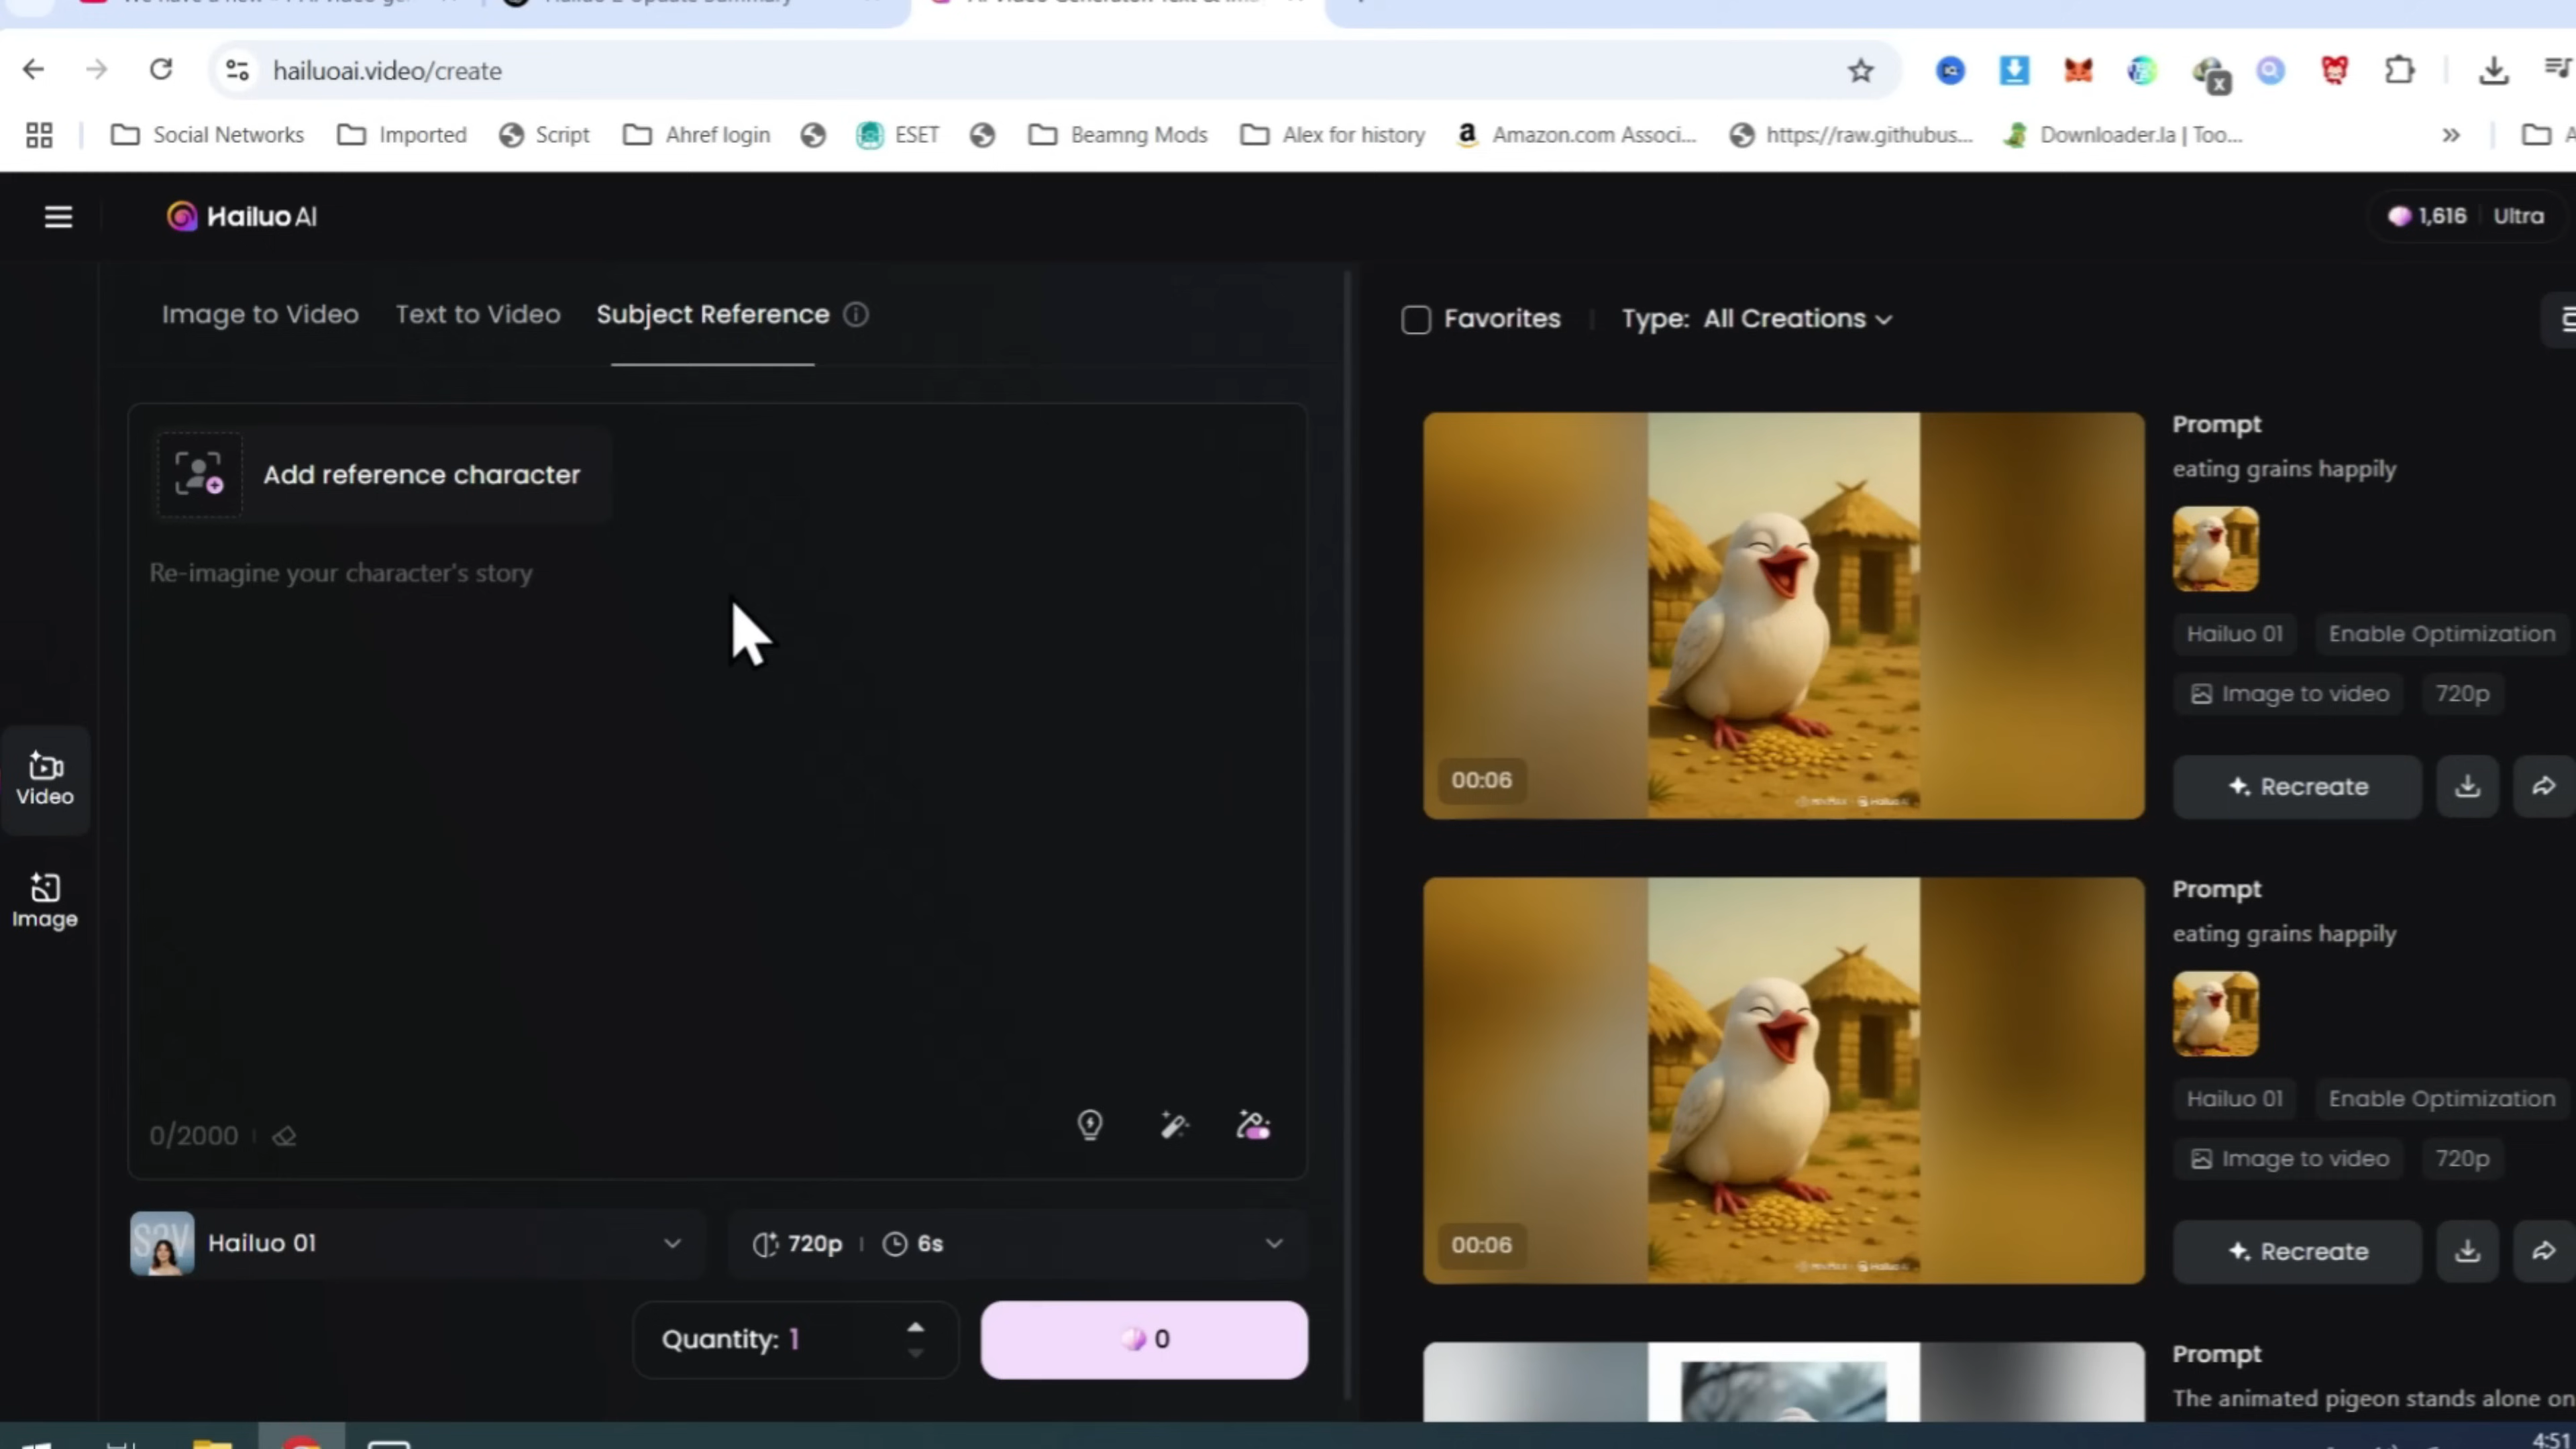 hailuoai.video/create
Social Networks
Imported
Script
Ahref login
ESET
Beamng Mods
Alex for history
Amazon.com Associ...
https://raw.githubus...
Downloader.la | Too...
Hailuo AI
1,616
Ultra
Image to Video
Text to Video
Subject Reference
Favorites
Type: All Creations
Add reference character
Re-imagine your character's story
Video
Image
0/2000
Hailuo 01
720p
6s
Quantity: 1
0
00:06
Prompt
eating grains happily
Hailuo 01
Enable Optimization
Image to video
720p
Recreate
00:06
Prompt
eating grains happily
Hailuo 01
Enable Optimization
Image to video
720p
Recreate
Prompt
The animated pigeon stands alone on
4:51